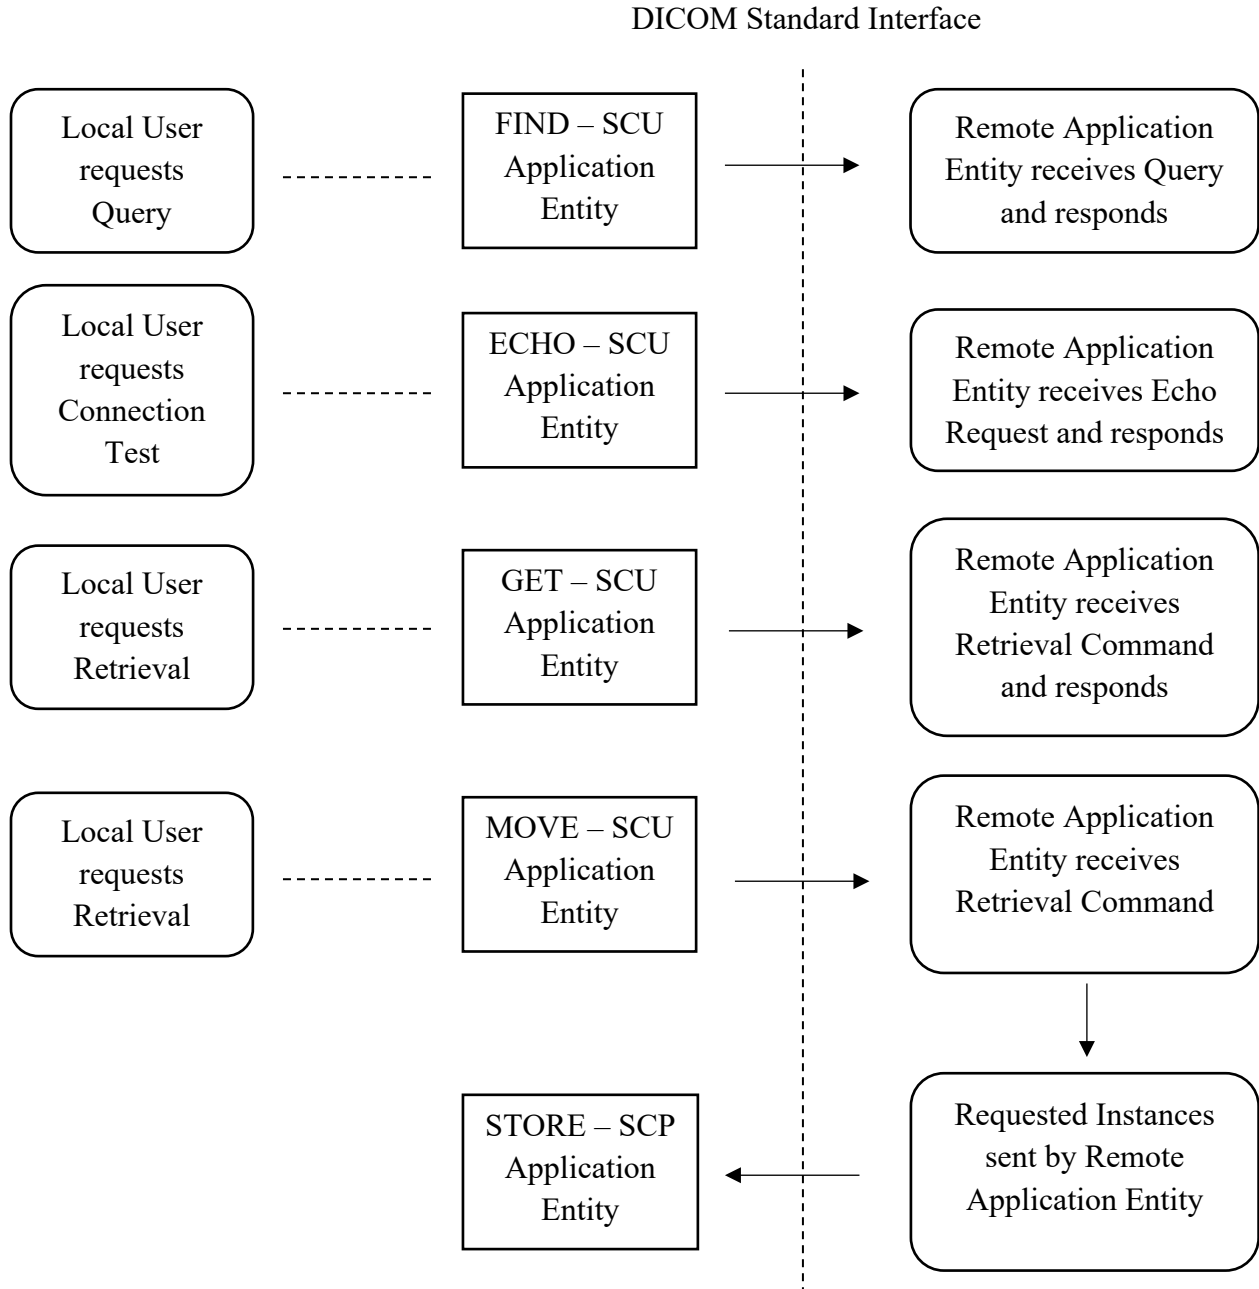 DICOM Standard Interface
Local User
requests
Query
FIND – SCU
Application
Entity
Remote Application
Entity receives Query
and responds
Local User
requests
Connection
Test
ECHO – SCU
Application
Entity
Remote Application
Entity receives Echo
Request and responds
Local User
requests
Retrieval
GET – SCU
Application
Entity
Remote Application
Entity receives
Retrieval Command
and responds
Local User
requests
Retrieval
MOVE – SCU
Application
Entity
Remote Application
Entity receives
Retrieval Command
STORE – SCP
Application
Entity
Requested Instances
sent by Remote
Application Entity